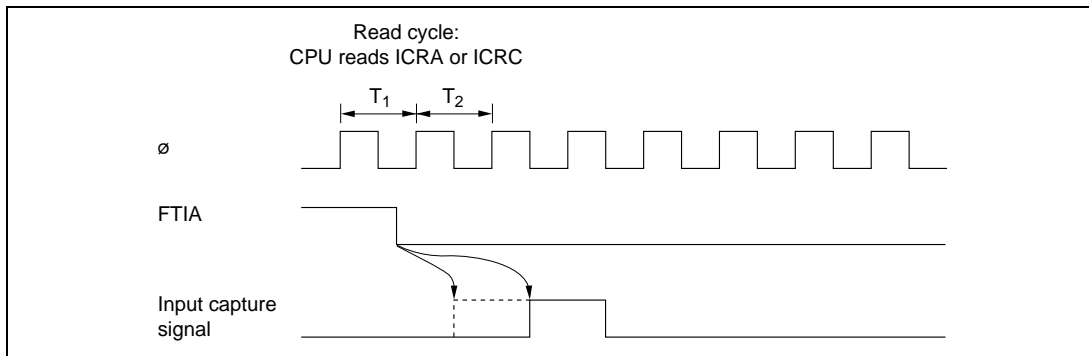 Read cycle:
CPU reads ICRA or ICRC
T1 T2
ø
FTIA
Input capture
signal